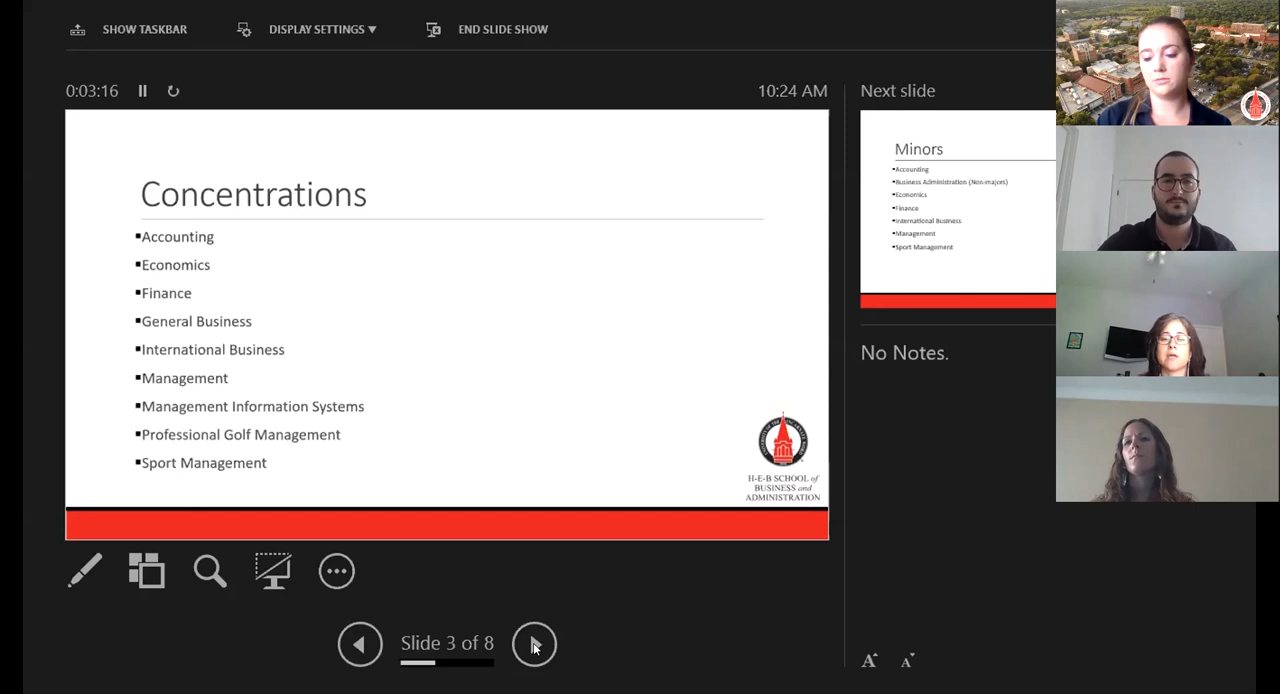 SHOW TASKBAR
DISPLAY SETTINGS ▼
END SLIDE SHOW
0:03:16
10:24 AM
Concentrations
▪Accounting
▪Economics
▪Finance
▪General Business
▪International Business
▪Management
▪Management Information Systems
▪Professional Golf Management
▪Sport Management
H-E-B SCHOOL of
BUSINESS and
ADMINISTRATION
Next slide
Minors
▪Accounting
▪Business Administration (Non-majors)
▪Economics
▪Finance
▪International Business
▪Management
▪Sport Management
No Notes.
Slide 3 of 8
A A